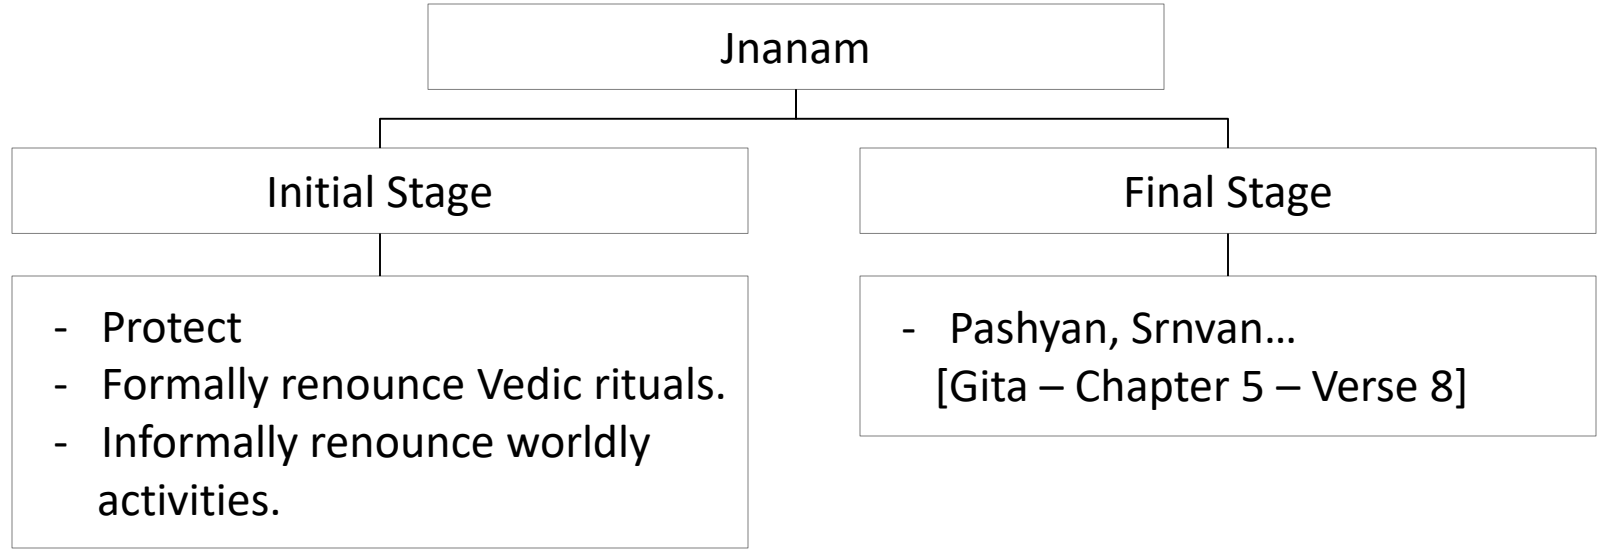 Jnanam
Initial Stage
- Protect
- Formally renounce Vedic rituals.
- Informally renounce worldly
activities.
Final Stage
- Pashyan, Srnvan...
[Gita – Chapter 5 – Verse 8]